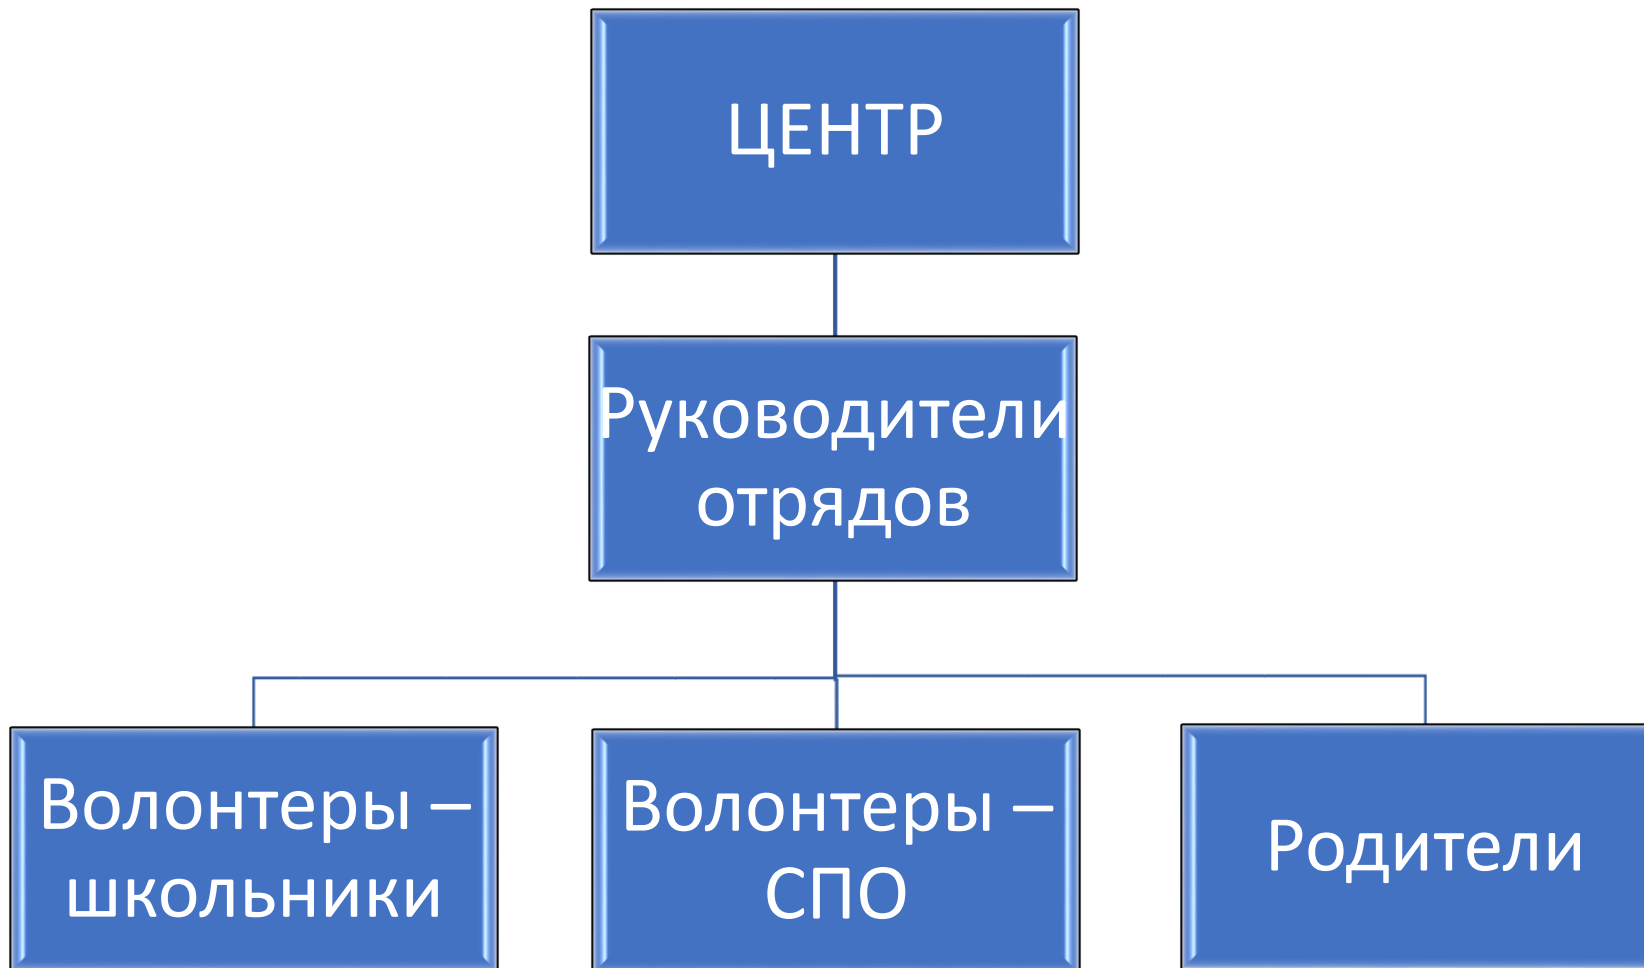 ЦЕНТР
Руководители
отрядов
Волонтеры –
школьники
Волонтеры –
СПО
Родители